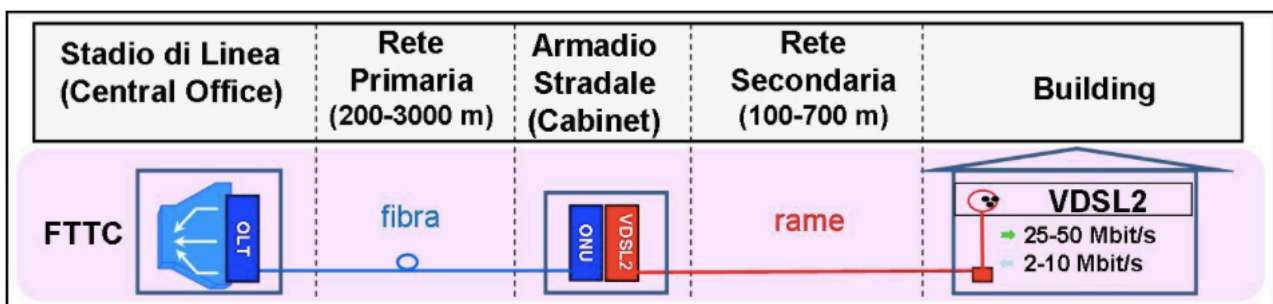 Stadio di Linea
(Central Office)
Rete
Primaria
(200-3000 m)
Armadio
Stradale
(Cabinet)
Rete
Secondaria
(100-700 m)
Building
FTTC
OLT
fibra
ONU
VDSL2
rame
VDSL2
25-50 Mbit/s
2-10 Mbit/s